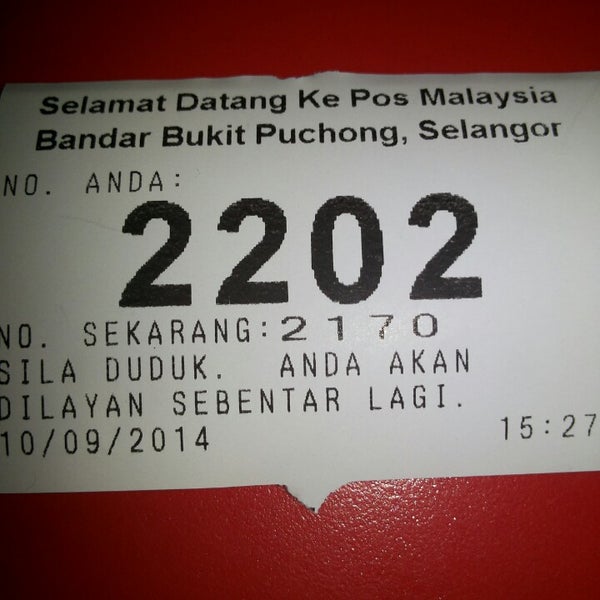 Selamat Datang Ke Pos Malaysia
Bandar Bukit Puchong, Selangor
NO. ANDA:
2202
NO. SEKARANG:2170
SILA DUDUK. ANDA AKAN
DILAYAN SEBENTAR LAGI.
10/09/2014 15:27